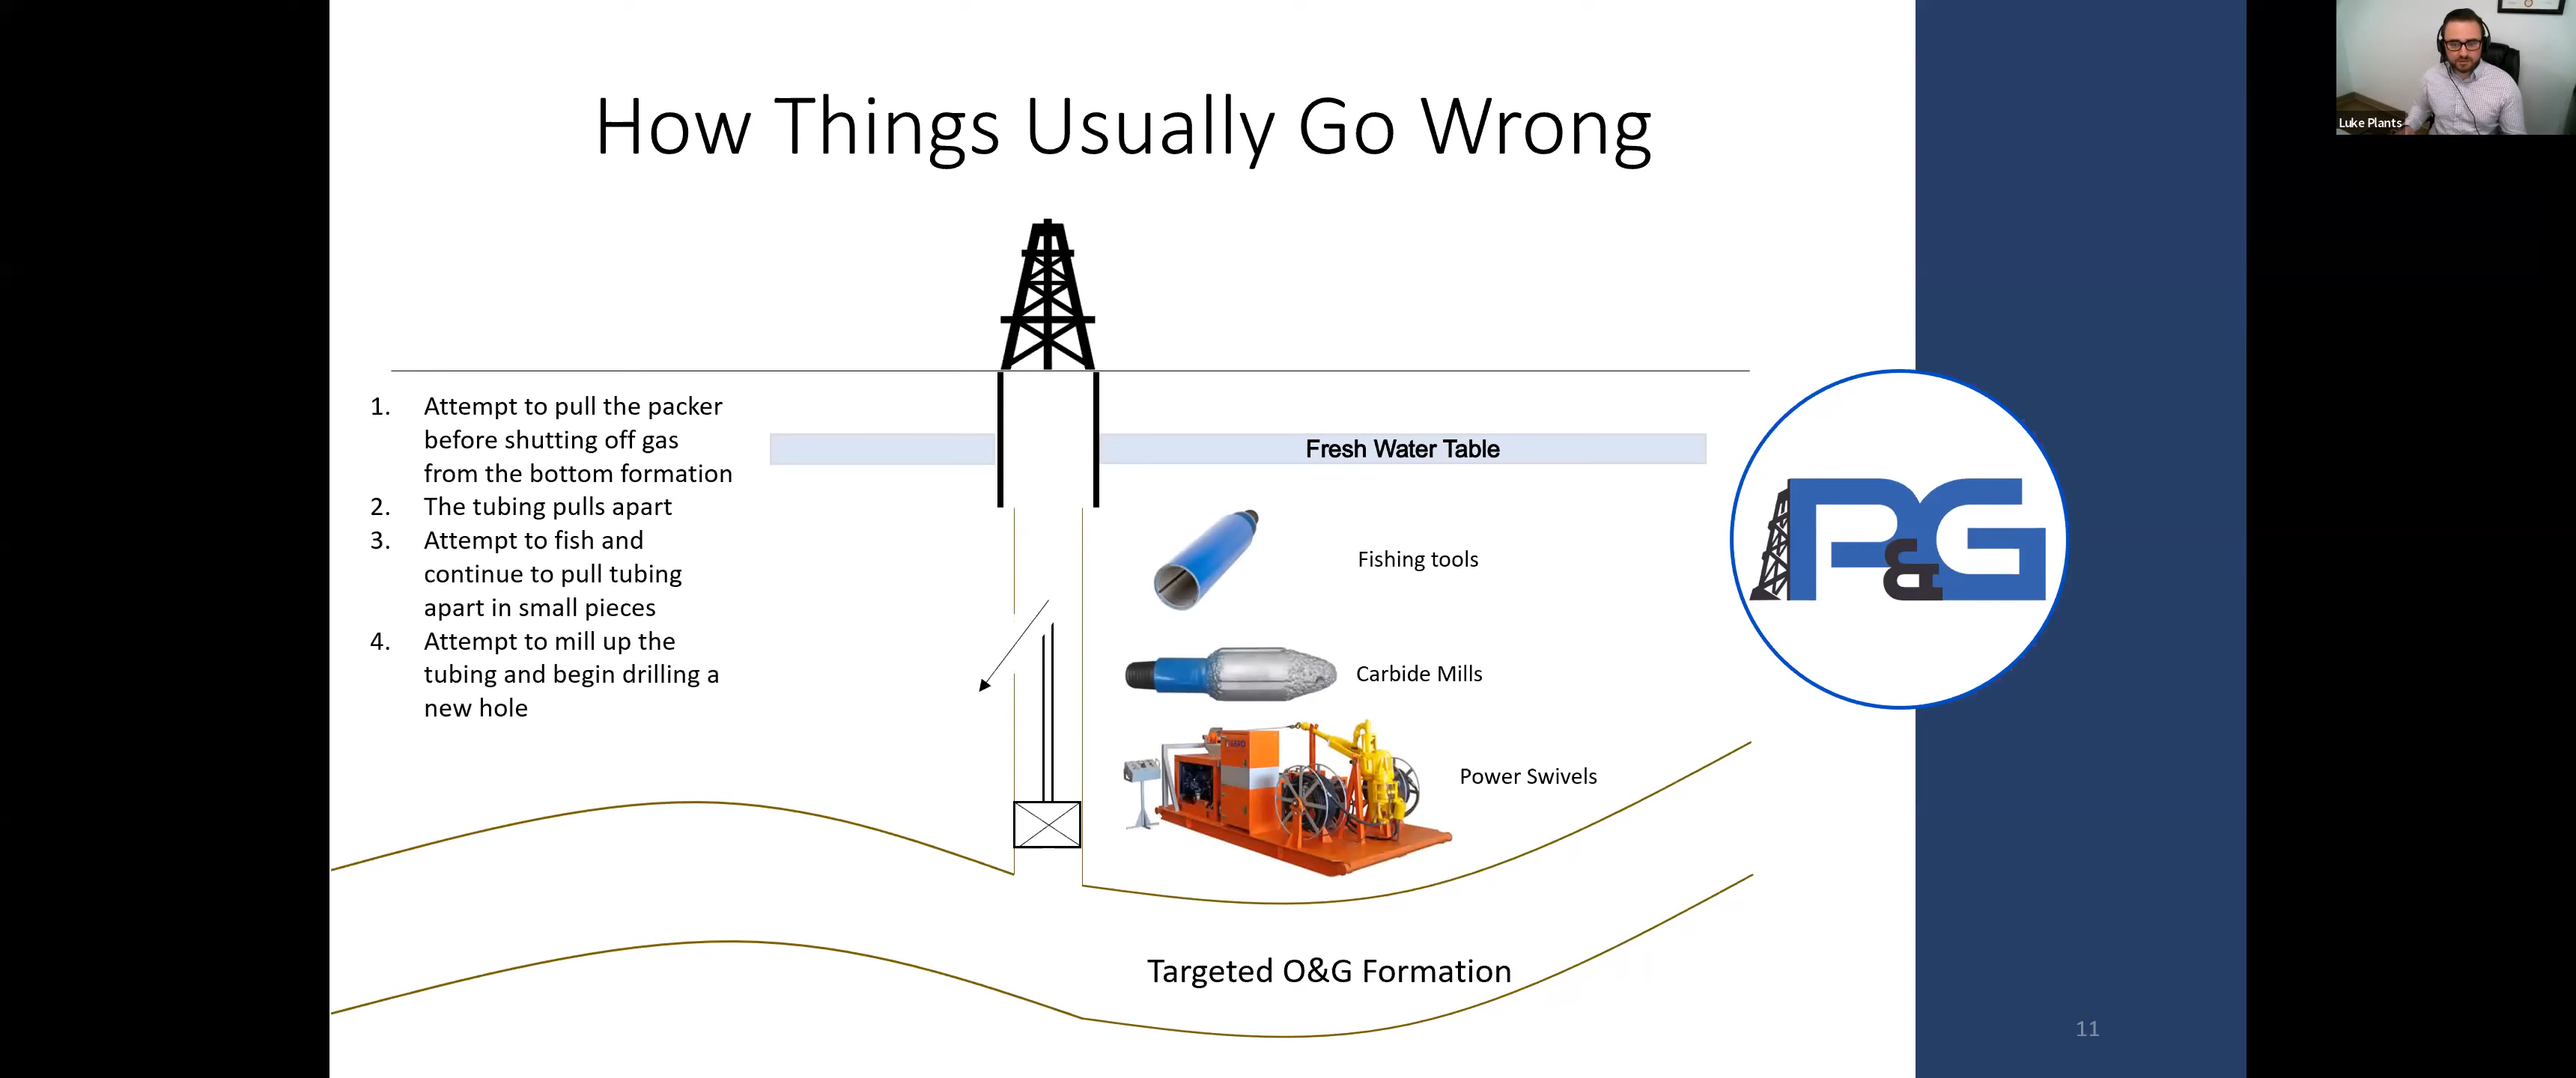 How Things Usually Go Wrong
Luke Plants
1. Attempt to pull the packer
before shutting off gas
from the bottom formation
2. The tubing pulls apart
3. Attempt to fish and
continue to pull tubing
apart in small pieces
4. Attempt to mill up the
tubing and begin drilling a
new hole
Fresh Water Table
Fishing tools
Carbide Mills
Power Swivels
P&G
Targeted O&G Formation
11